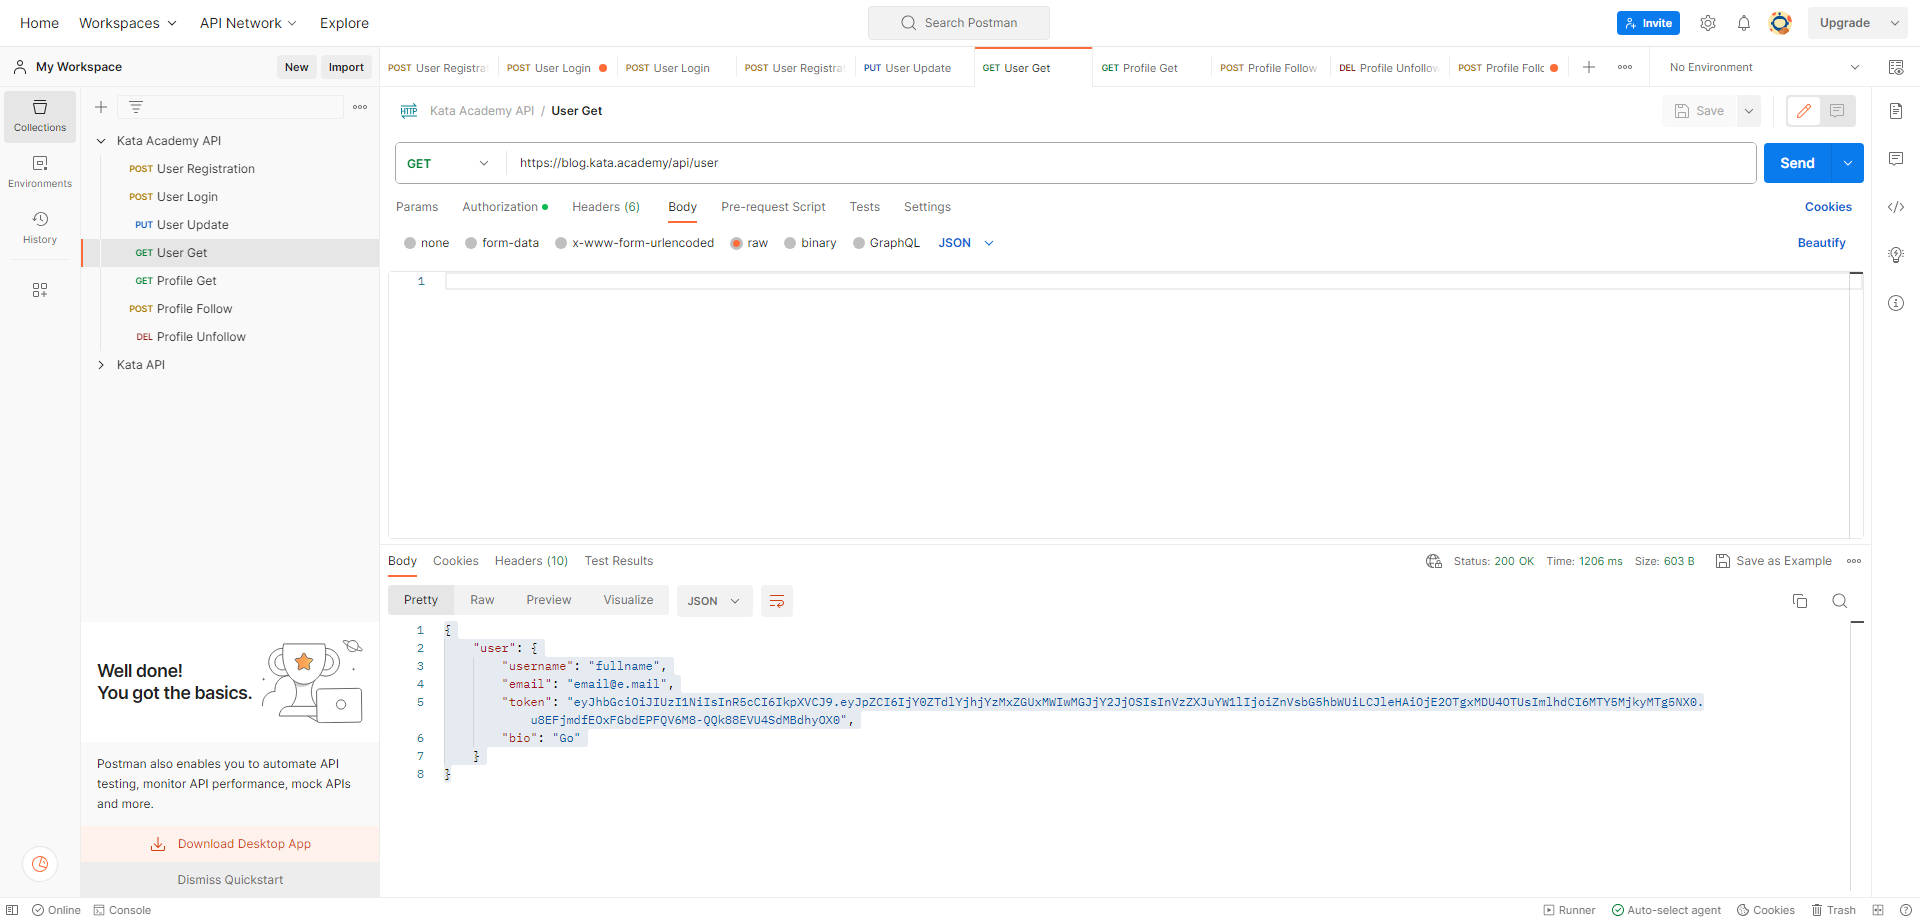 Home Workspaces API Network Explore Search Postman Invite Upgrade
My Workspace New Import POST User Registra POST User Login POST User Login POST User Registra PUT User Update GET User Get GET Profile Get POST Profile Follow DEL Profile Unfollow POST Profile Follc No Environment
Collections
Environments
History
Kata Academy API
POST User Registration
POST User Login
PUT User Update
GET User Get
GET Profile Get
POST Profile Follow
DEL Profile Unfollow
Kata API
Well done!
You got the basics.
Postman also enables you to automate API
testing, monitor API performance, mock APIs
and more.
Download Desktop App
Dismiss Quickstart
HTTP Kata Academy API / User Get Save
GET https://blog.kata.academy/api/user Send
Params Authorization Headers (6) Body Pre-request Script Tests Settings Cookies
none form-data x-www-form-urlencoded raw binary GraphQL JSON Beautify
1
Body Cookies Headers (10) Test Results Status: 200 OK Time: 1206 ms Size: 603 B Save as Example
Pretty Raw Preview Visualize JSON
1 {
2 "user": {
3 "username": "fullname",
4 "email": "email@e.mail",
5 "token": "eyJhbGciOiJIUzI1NiIsInR5cCI6IkpXVCJ9.eyJpZCI6IjY0ZTdlYjhjYzMxZGUxMWIwMGJjY2JjOSIsInVzZXJuYW1lIjoiZnVsbG5hbWUiLCJleHAiOjE2OTgxMDU4OTUsImlhdCI6MTY5MjkyMTg5NX0.
u8EFjmdfEOxFGbdEPFQV6M8-QQk88EVU4SdMBdhyOX0",
6 "bio": "Go"
7 }
8 }
Online Console Runner Auto-select agent Cookies Trash